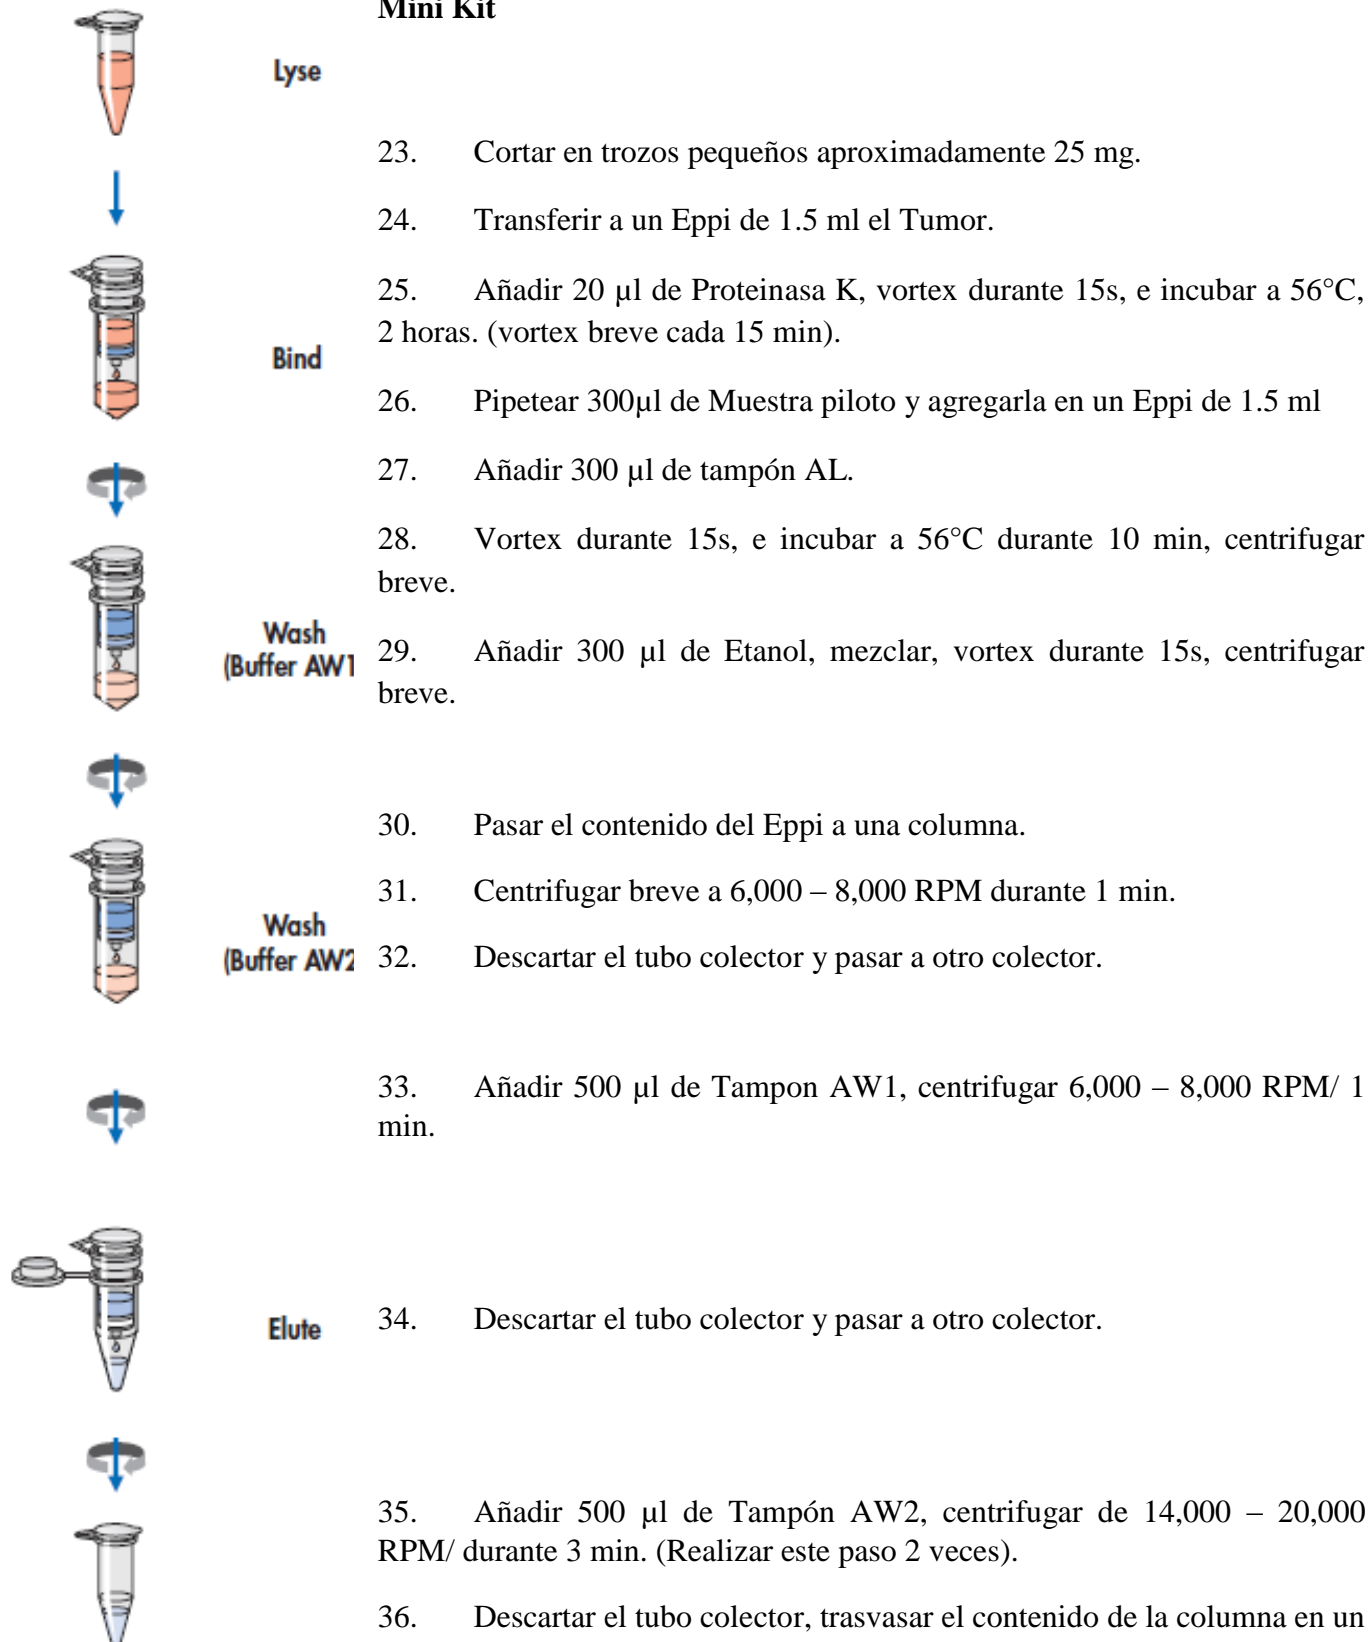 Mini Kit
Lyse
23. Cortar en trozos pequeños aproximadamente 25 mg.
24. Transferir a un Eppi de 1.5 ml el Tumor.
25. Añadir 20 µl de Proteinasa K, vortex durante 15s, e incubar a 56°C,
2 horas. (vortex breve cada 15 min).
Bind
26. Pipetear 300µl de Muestra piloto y agregarla en un Eppi de 1.5 ml
27. Añadir 300 µl de tampón AL.
28. Vortex durante 15s, e incubar a 56°C durante 10 min, centrifugar
breve.
Wash
(Buffer AW1
29. Añadir 300 µl de Etanol, mezclar, vortex durante 15s, centrifugar
breve.
30. Pasar el contenido del Eppi a una columna.
31. Centrifugar breve a 6,000 – 8,000 RPM durante 1 min.
Wash
(Buffer AW2
32. Descartar el tubo colector y pasar a otro colector.
33. Añadir 500 µl de Tampon AW1, centrifugar 6,000 – 8,000 RPM/ 1
min.
Elute
34. Descartar el tubo colector y pasar a otro colector.
35. Añadir 500 µl de Tampón AW2, centrifugar de 14,000 – 20,000
RPM/ durante 3 min. (Realizar este paso 2 veces).
36. Descartar el tubo colector, trasvasar el contenido de la columna en un